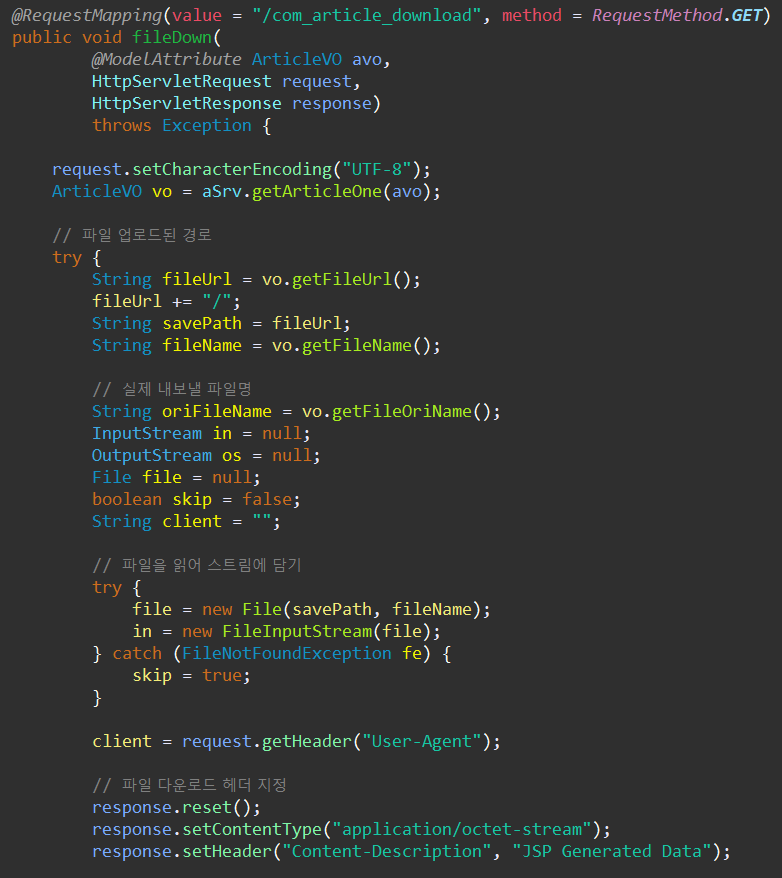 @RequestMapping(value = "/com_article_download", method = RequestMethod.GET)
public void fileDown(
@ModelAttribute ArticleVO avo,
HttpServletRequest request,
HttpServletResponse response)
throws Exception {
request.setCharacterEncoding("UTF-8");
ArticleVO vo = aSrv.getArticleOne(avo);
// 파일 업로드된 경로
try {
String fileUrl = vo.getFileUrl();
fileUrl += "/";
String savePath = fileUrl;
String fileName = vo.getFileName();
// 실제 내보낼 파일명
String oriFileName = vo.getFileOriName();
InputStream in = null;
OutputStream os = null;
File file = null;
boolean skip = false;
String client = "";
// 파일을 읽어 스트림에 담기
try {
file = new File(savePath, fileName);
in = new FileInputStream(file);
} catch (FileNotFoundException fe) {
skip = true;
}
client = request.getHeader("User-Agent");
// 파일 다운로드 헤더 지정
response.reset();
response.setContentType("application/octet-stream");
response.setHeader("Content-Description", "JSP Generated Data");